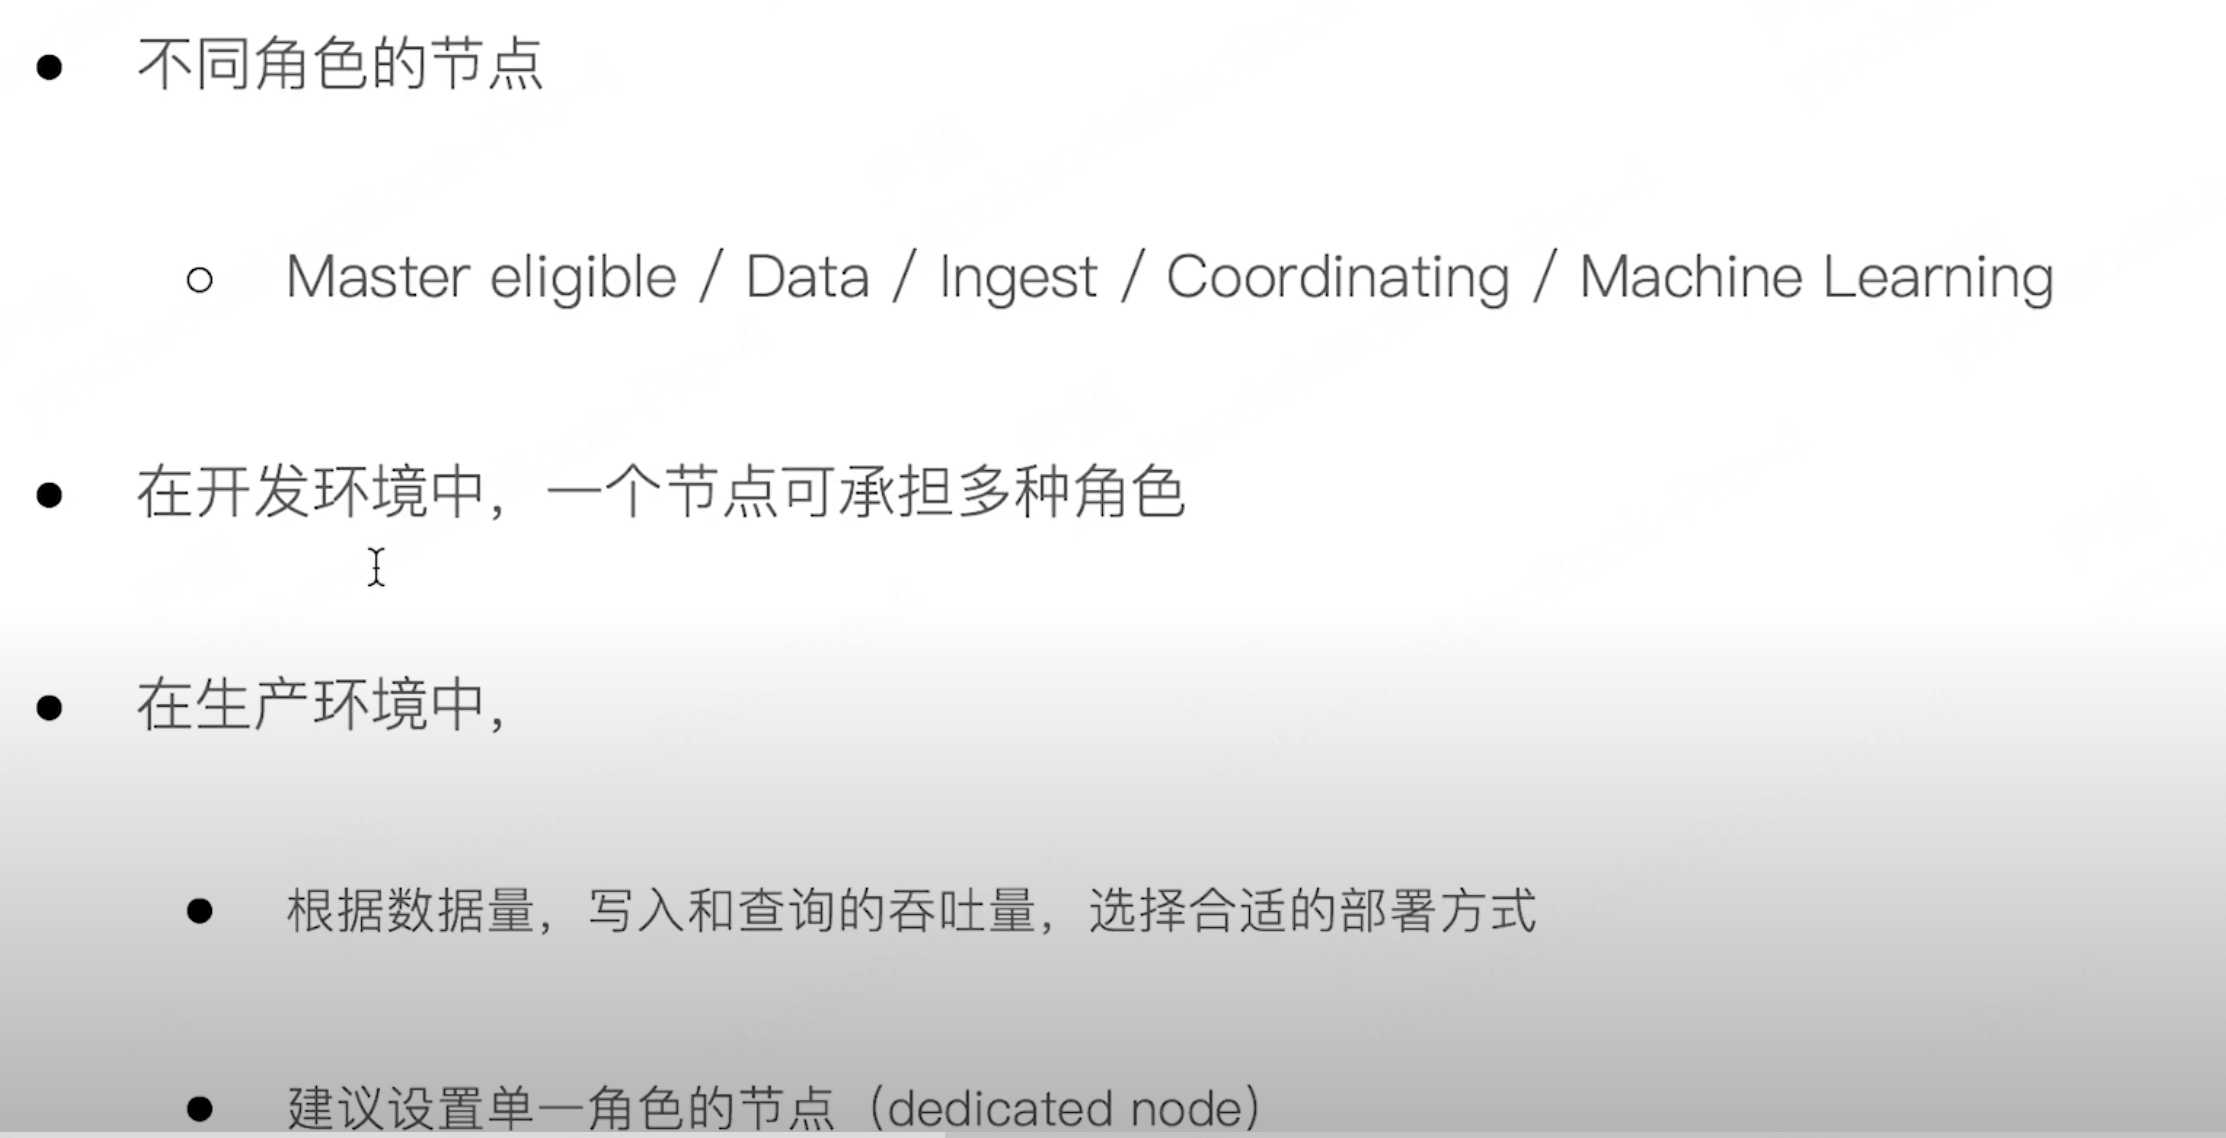 不同角色的节点
Master eligible / Data / Ingest / Coordinating / Machine Learning
在开发环境中，一个节点可承担多种角色
在生产环境中，
根据数据量，写入和查询的吞吐量，选择合适的部署方式
建议设置单一角色的节点（dedicated node）